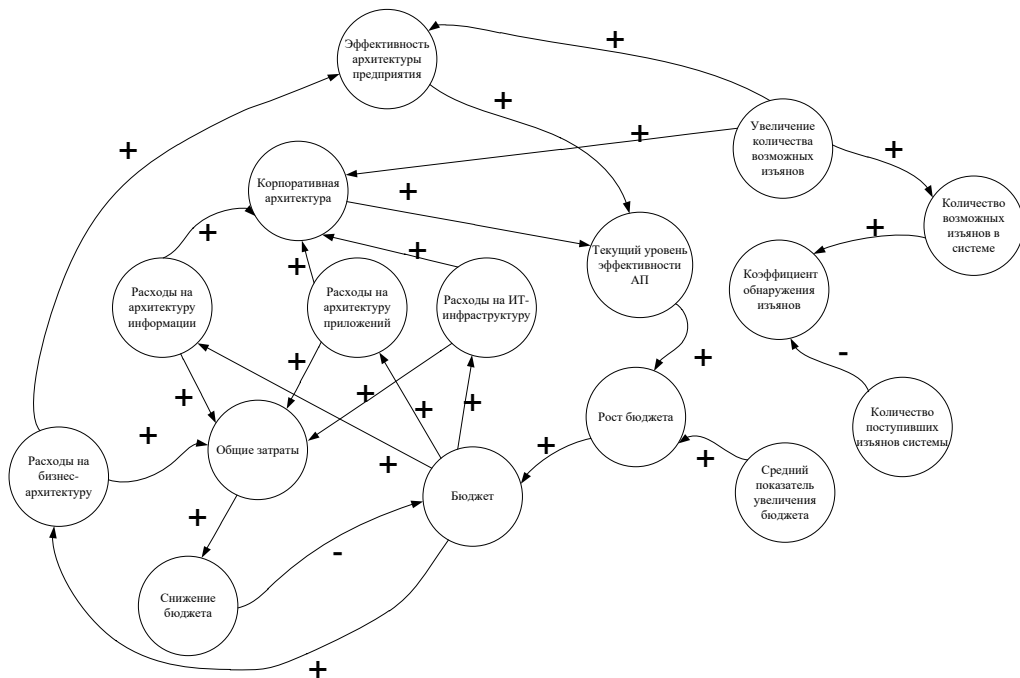 Эффективность
архитектуры
предприятия
+
+
Увеличение
количества
возможных
изъянов
+
+
+
Корпоративная
архитектура
+
+
Количество
возможных
изъянов в
системе
+
+
+
+
Текущий уровень
эффективности
АП
Коэффициент
обнаружения
изъянов
Расходы на
архитектуру
информации
Расходы на
архитектуру
приложений
Расходы на ИТ-
инфраструктуру
+
-
+
+
+
+
+
+
Рост бюджета
Количество
поступивших
изъянов системы
+
Общие затраты
+
+
+
Расходы на
бизнес-
архитектуру
Бюджет
Средний
показатель
увеличения
бюджета
+
-
Снижение
бюджета
+